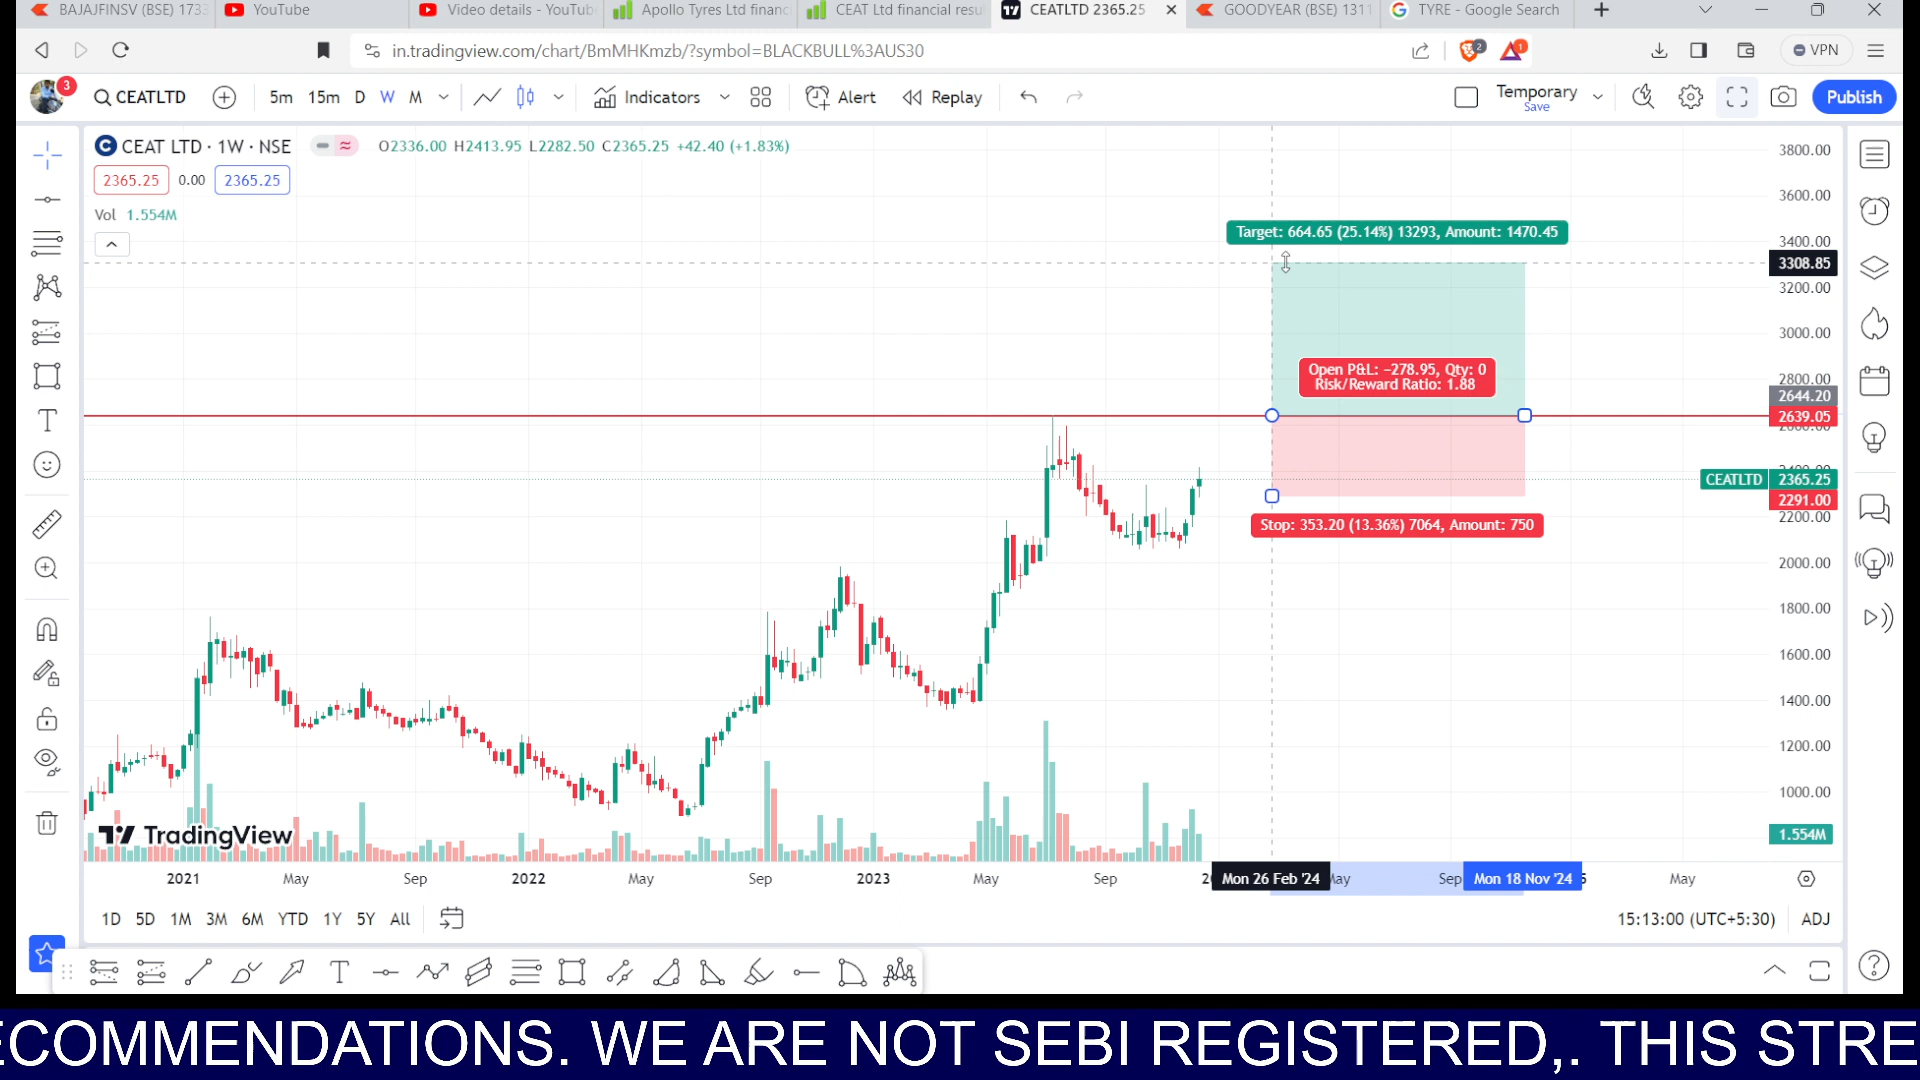 BAJAJFINSV (BSE) 1733
YouTube
Video details - YouTub
Apollo Tyres Ltd financ
CEAT Ltd financial resu
CEATLTD 2365.25
GOODYEAR (BSE) 1311
TYRE - Google Search
in.tradingview.com/chart/BmMHKmzb/?symbol=BLACKBULL%3AUS30
2
1
VPN
3
CEATLTD
5m 15m D W M
Indicators
Alert
Replay
Temporary
Save
Publish
CEAT LTD · 1W · NSE
O2336.00 H2413.95 L2282.50 C2365.25 +42.40 (+1.83%)
2365.25 0.00 2365.25
Vol 1.554M
3800.00
3600.00
3400.00
3308.85
3200.00
3000.00
2800.00
2644.20
2639.05
CEATLTD 2365.25
2291.00
2200.00
2000.00
1800.00
1600.00
1400.00
1200.00
1000.00
1.554M
Target: 664.65 (25.14%) 13293, Amount: 1470.45
Open P&L: −278.95, Qty: 0
Risk/Reward Ratio: 1.88
Stop: 353.20 (13.36%) 7064, Amount: 750
TradingView
2021 May Sep 2022 May Sep 2023 May Sep Mon 26 Feb '24 May Sep Mon 18 Nov '24 May
1D 5D 1M 3M 6M YTD 1Y 5Y All
15:13:00 (UTC+5:30) ADJ
ECOMMENDATIONS. WE ARE NOT SEBI REGISTERED,. THIS STRE